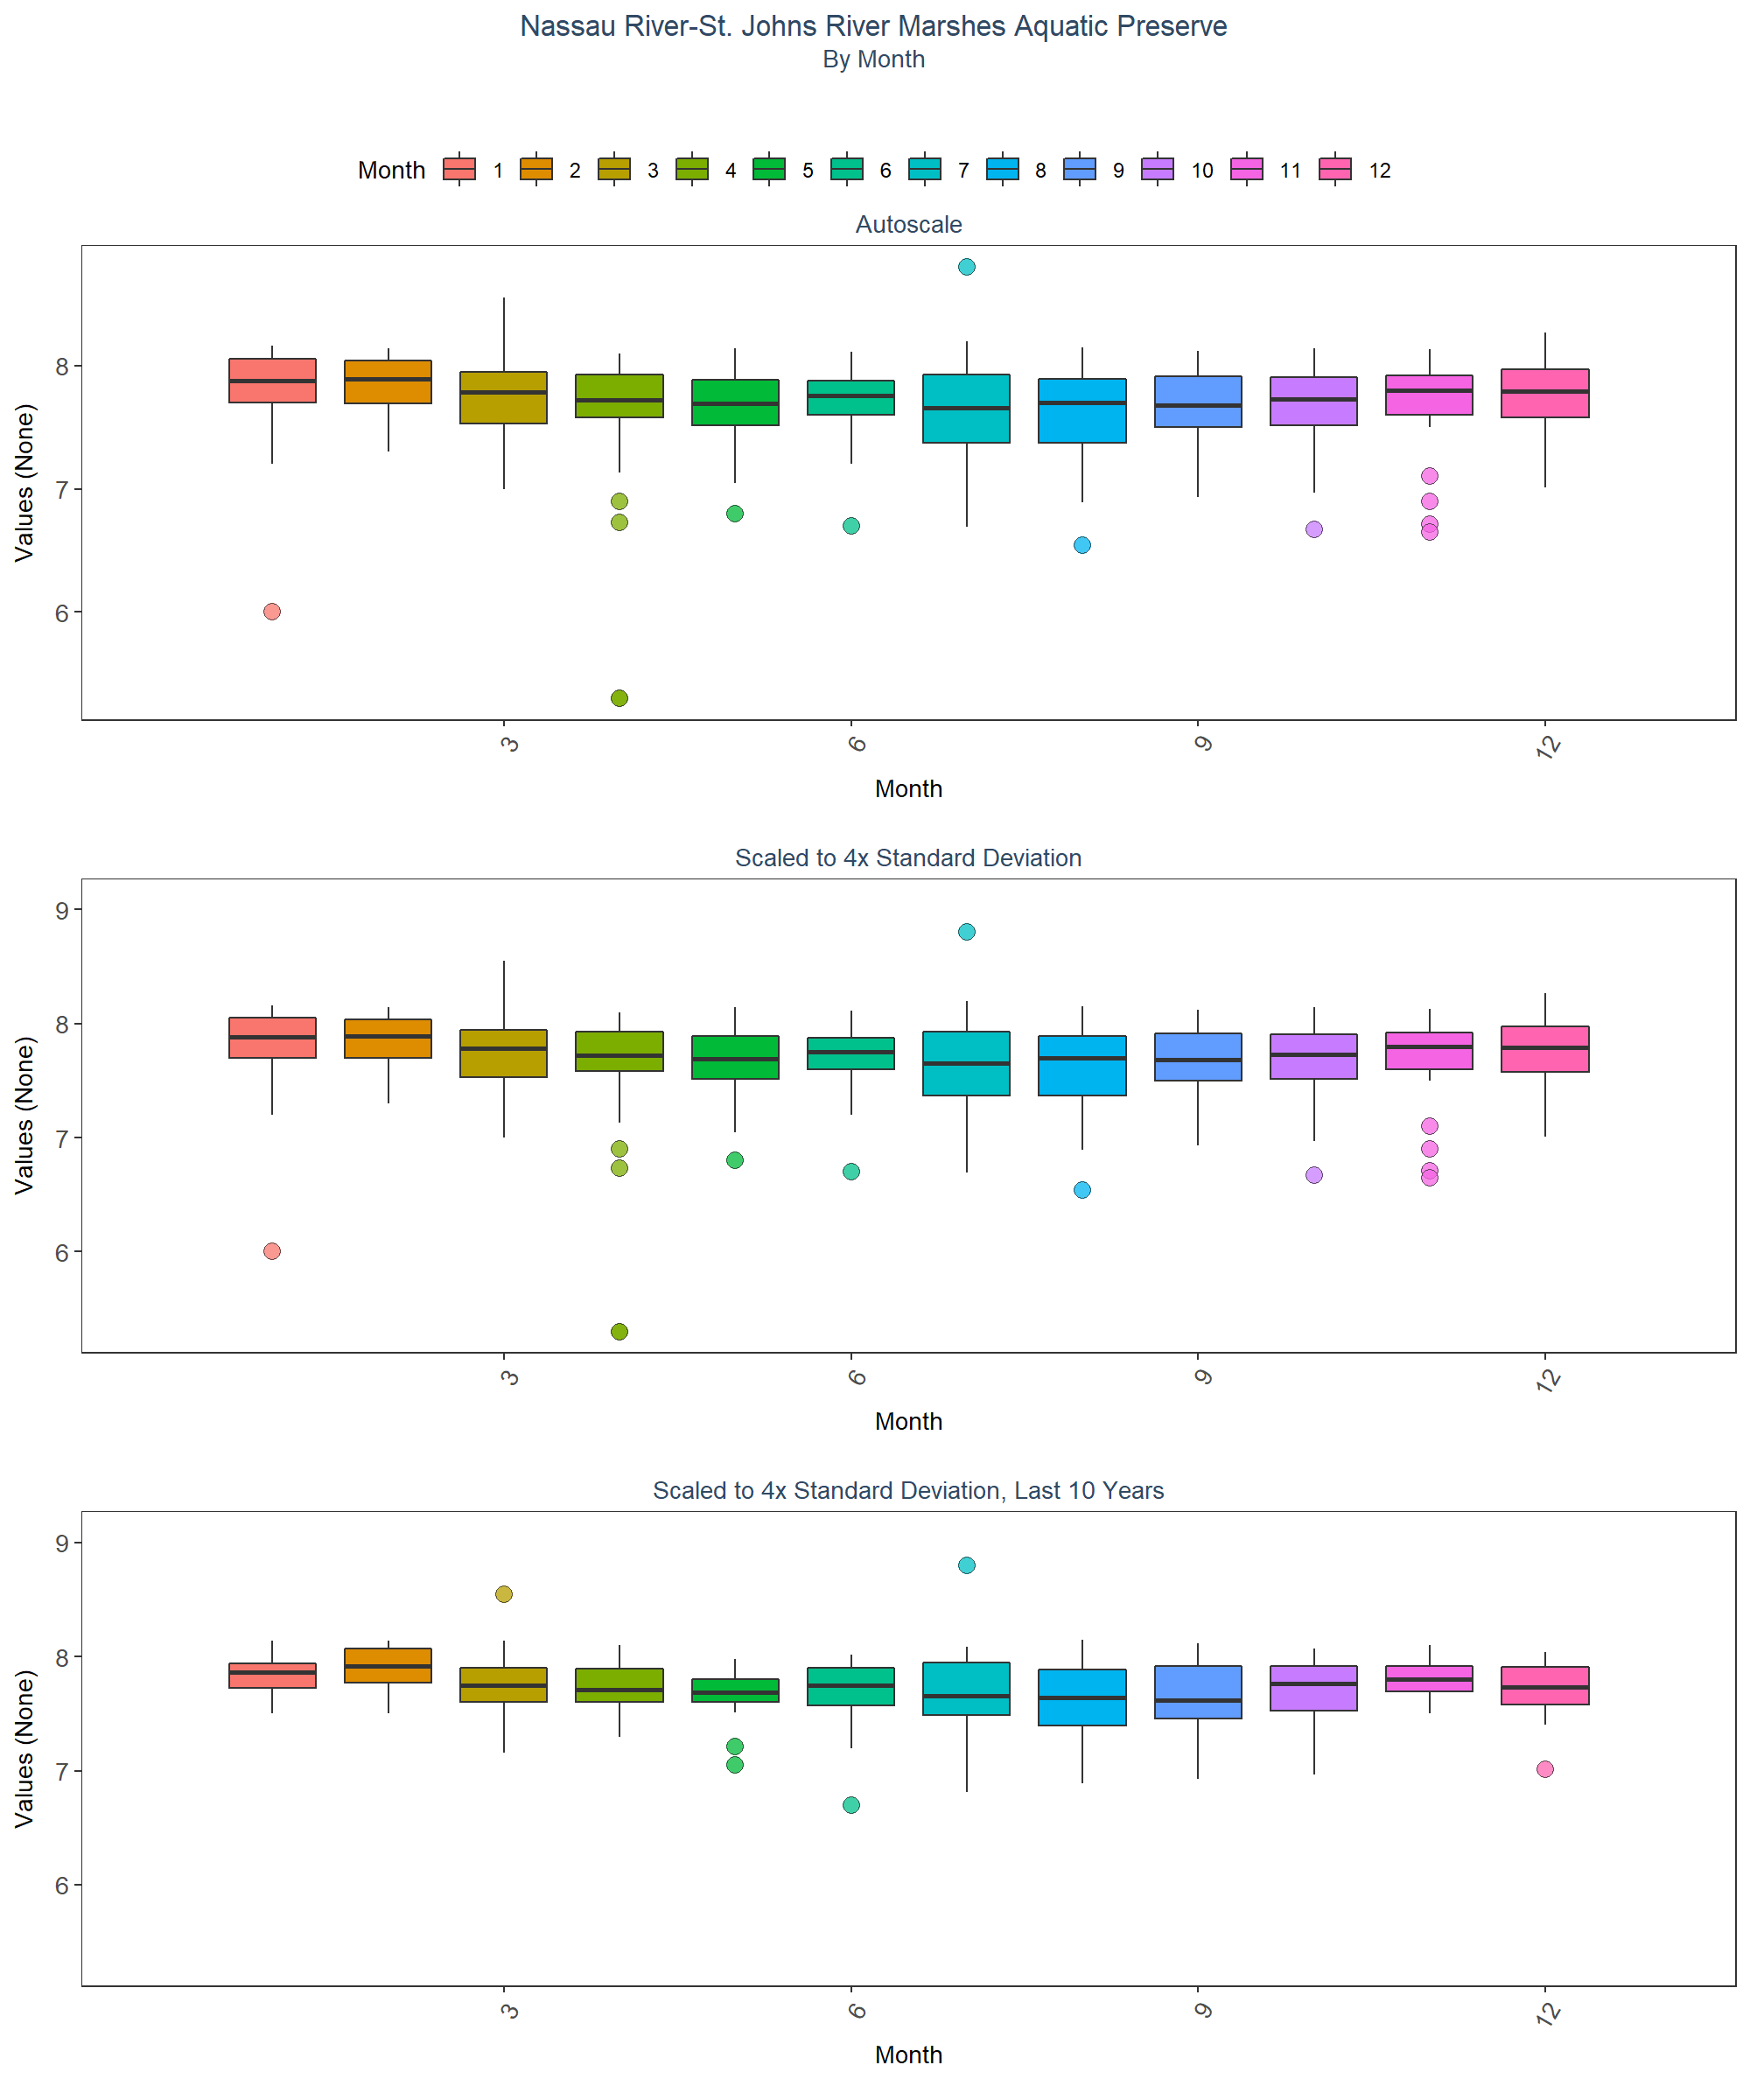 Nassau River-St. Johns River Marshes Aquatic Preserve
By Month
Month 1 2 3 4 5 6 7 8 9 10 11 12
Autoscale
Values (None)
8
7
6
3 6 9 12
Month
Scaled to 4x Standard Deviation
Values (None)
9
8
7
6
3 6 9 12
Month
Scaled to 4x Standard Deviation, Last 10 Years
Values (None)
9
8
7
6
3 6 9 12
Month